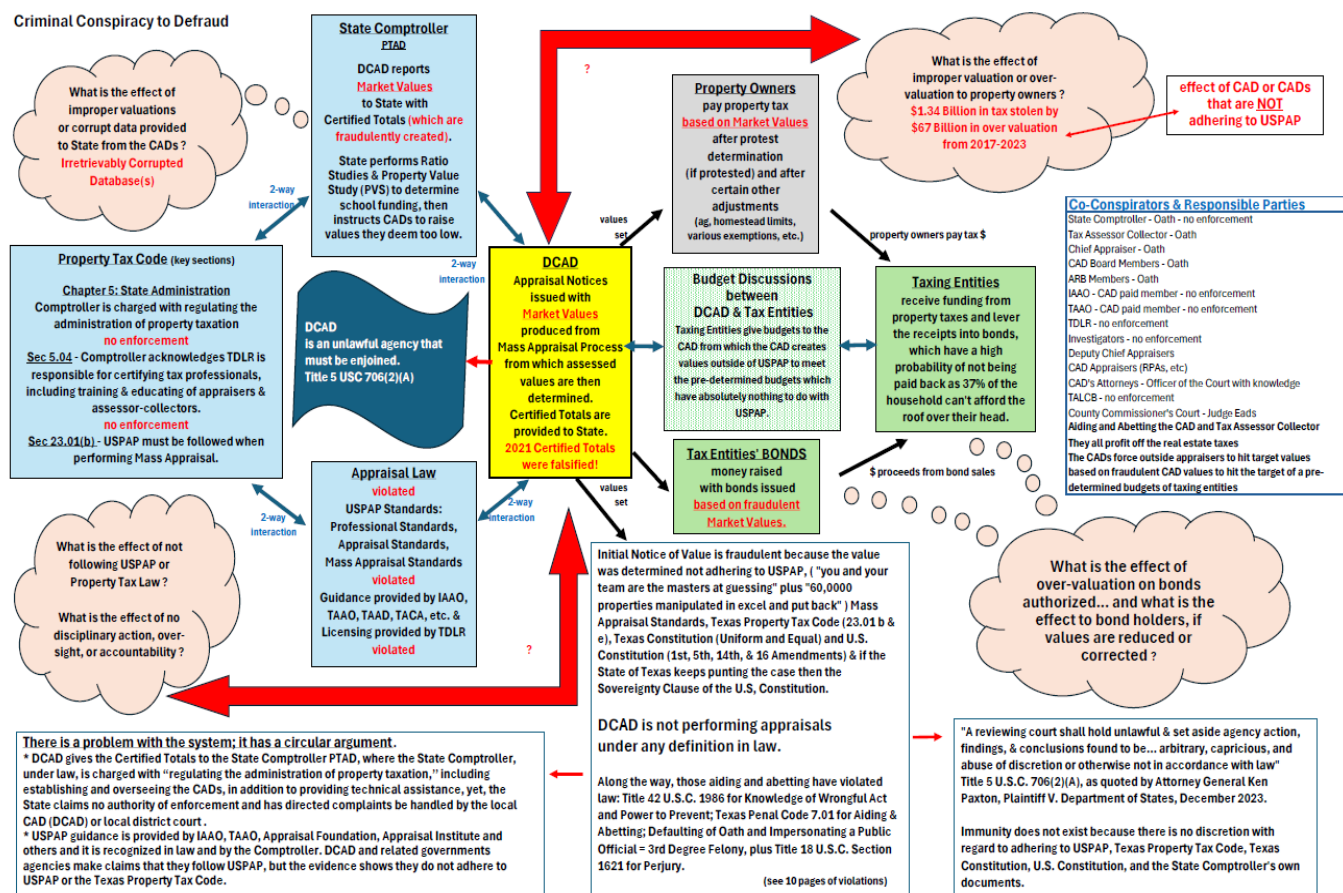 Criminal Conspiracy to Defraud
What is the effect of
improper valuations
or corrupt data provided
to State from the CADs ?
Irretrievably Corrupted
Database(s)
State Comptroller
PTAD
DCAD reports
Market Values
to State with
Certified Totals (which are
fraudulently created).
State performs Ratio
Studies & Property Value
Study (PVS) to determine
school funding, then
instructs CADs to raise
values they deem too low.
?
Property Owners
pay property tax
based on Market Values
after protest
determination
(if protested) and after
certain other
adjustments
(ag, homestead limits,
various exemptions, etc.)
What is the effect of
improper valuation or over-
valuation to property owners ?
$1.34 Billion in tax stolen by
$67 Billion in over valuation
from 2017-2023
effect of CAD or CADs
that are NOT
adhering to USPAP
2-way
interaction
values
set
property owners pay tax $
Co-Conspirators & Responsible Parties
State Comptroller - Oath - no enforcement
Tax Assessor Collector - Oath
Chief Appraiser - Oath
CAD Board Members - Oath
ARB Members - Oath
IAAO - CAD paid member - no enforcement
TAAO - CAD paid member - no enforcement
TDLR - no enforcement
Investigators - no enforcement
Deputy Chief Appraisers
CAD Appraisers (RPAs, etc)
CAD's Attorneys - Officer of the Court with knowledge
TALCB - no enforcement
County Commissioner's Court - Judge Eads
Aiding and Abetting the CAD and Tax Assessor Collector
They all profit off the real estate taxes
The CADs force outside appraisers to hit target values
based on fraudulent CAD values to hit the target of a pre-
determined budgets of taxing entities
Property Tax Code (key sections)
Chapter 5: State Administration
Comptroller is charged with regulating the
administration of property taxation
no enforcement
Sec 5.04 - Comptroller acknowledges TDLR is
responsible for certifying tax professionals,
including training & educating of appraisers &
assessor-collectors.
no enforcement
Sec 23.01(b) - USPAP must be followed when
performing Mass Appraisal.
2-way
interaction
DCAD
is an unlawful agency that
must be enjoined.
Title 5 USC 706(2)(A)
DCAD
Appraisal Notices
issued with
Market Values
produced from
Mass Appraisal Process
from which assessed
values are then
determined.
Certified Totals are
provided to State.
2021 Certified Totals
were falsified!
Budget Discussions
between
DCAD & Tax Entities
Taxing Entities give budgets to the
CAD from which the CAD creates
values outside of USPAP to meet
the pre-determined budgets which
have absolutely nothing to do with
USPAP.
Taxing Entities
receive funding from
property taxes and lever
the receipts into bonds,
which have a high
probability of not being
paid back as 37% of the
household can't afford the
roof over their head.
Tax Entities' BONDS
money raised
with bonds issued
based on fraudulent
Market Values.
$ proceeds from bond sales
values
set
2-way
interaction
2-way
interaction
Appraisal Law
violated
USPAP Standards:
Professional Standards,
Appraisal Standards,
Mass Appraisal Standards
violated
Guidance provided by IAAO,
TAAO, TAAD, TACA, etc. &
Licensing provided by TDLR
violated
What is the effect of not
following USPAP or
Property Tax Law ?
What is the effect of no
disciplinary action, over-
sight, or accountability ?
?
Initial Notice of Value is fraudulent because the value
was determined not adhering to USPAP, ( "you and your
team are the masters at guessing" plus "60,0000
properties manipulated in excel and put back" ) Mass
Appraisal Standards, Texas Property Tax Code (23.01 b &
e), Texas Constitution (Uniform and Equal) and U.S.
Constitution (1st, 5th, 14th, & 16 Amendments) & if the
State of Texas keeps punting the case then the
Sovereignty Clause of the U.S, Constitution.
DCAD is not performing appraisals
under any definition in law.
Along the way, those aiding and abetting have violated
law: Title 42 U.S.C. 1986 for Knowledge of Wrongful Act
and Power to Prevent; Texas Penal Code 7.01 for Aiding &
Abetting; Defaulting of Oath and Impersonating a Public
Official = 3rd Degree Felony, plus Title 18 U.S.C. Section
1621 for Perjury.
(see 10 pages of violations)
What is the effect of
over-valuation on bonds
authorized... and what is the
effect to bond holders, if
values are reduced or
corrected ?
There is a problem with the system; it has a circular argument.
* DCAD gives the Certified Totals to the State Comptroller PTAD, where the State Comptroller,
under law, is charged with “regulating the administration of property taxation,” including
establishing and overseeing the CADs, in addition to providing technical assistance, yet, the
State claims no authority of enforcement and has directed complaints be handled by the local
CAD (DCAD) or local district court .
* USPAP guidance is provided by IAAO, TAAO, Appraisal Foundation, Appraisal Institute and
others and it is recognized in law and by the Comptroller. DCAD and related governments
agencies make claims that they follow USPAP, but the evidence shows they do not adhere to
USPAP or the Texas Property Tax Code.
"A reviewing court shall hold unlawful & set aside agency action,
findings, & conclusions found to be... arbitrary, capricious, and
abuse of discretion or otherwise not in accordance with law"
Title 5 U.S.C. 706(2)(A), as quoted by Attorney General Ken
Paxton, Plaintiff V. Department of States, December 2023.
Immunity does not exist because there is no discretion with
regard to adhering to USPAP, Texas Property Tax Code, Texas
Constitution, U.S. Constitution, and the State Comptroller's own
documents.